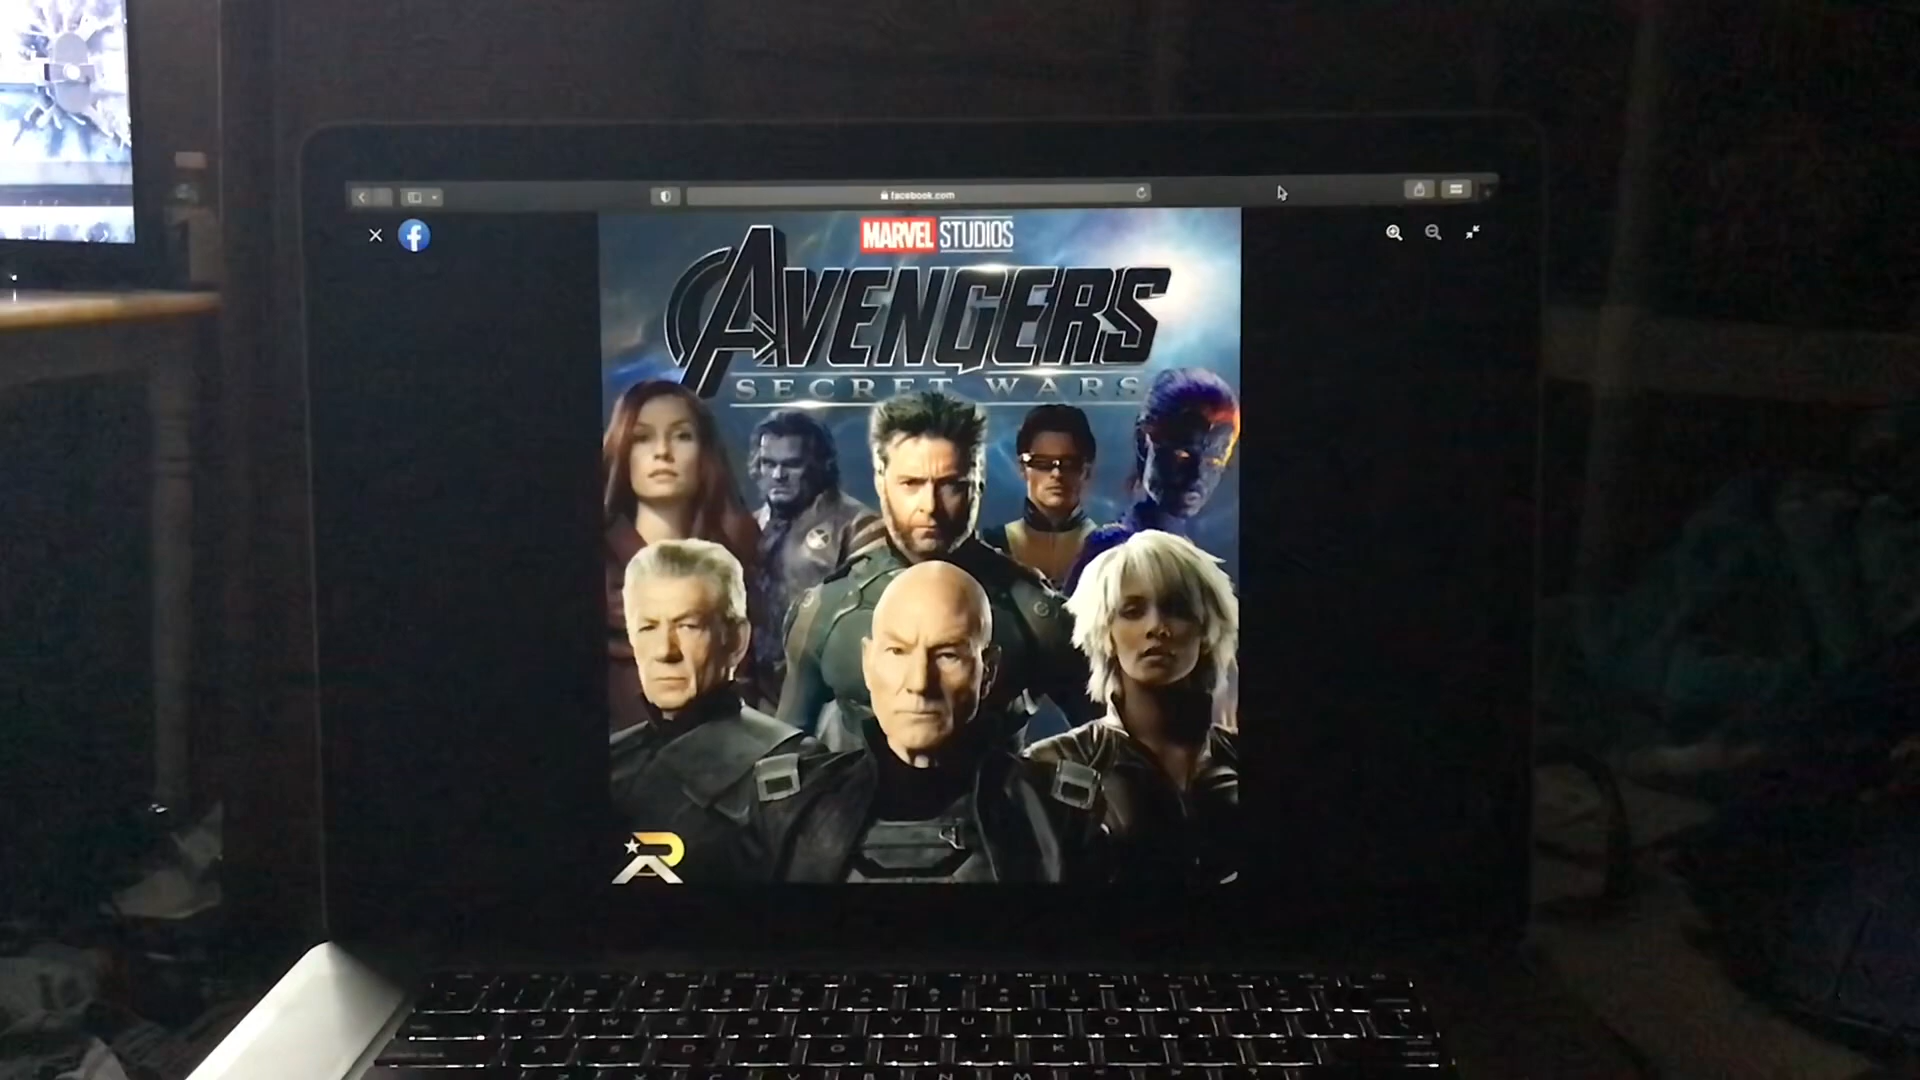 facebook.com
MARVEL STUDIOS
AVENGERS
SECRET WARS
Q W E R T Y U I O P
A S D F G H J K L
Z X C V B N M